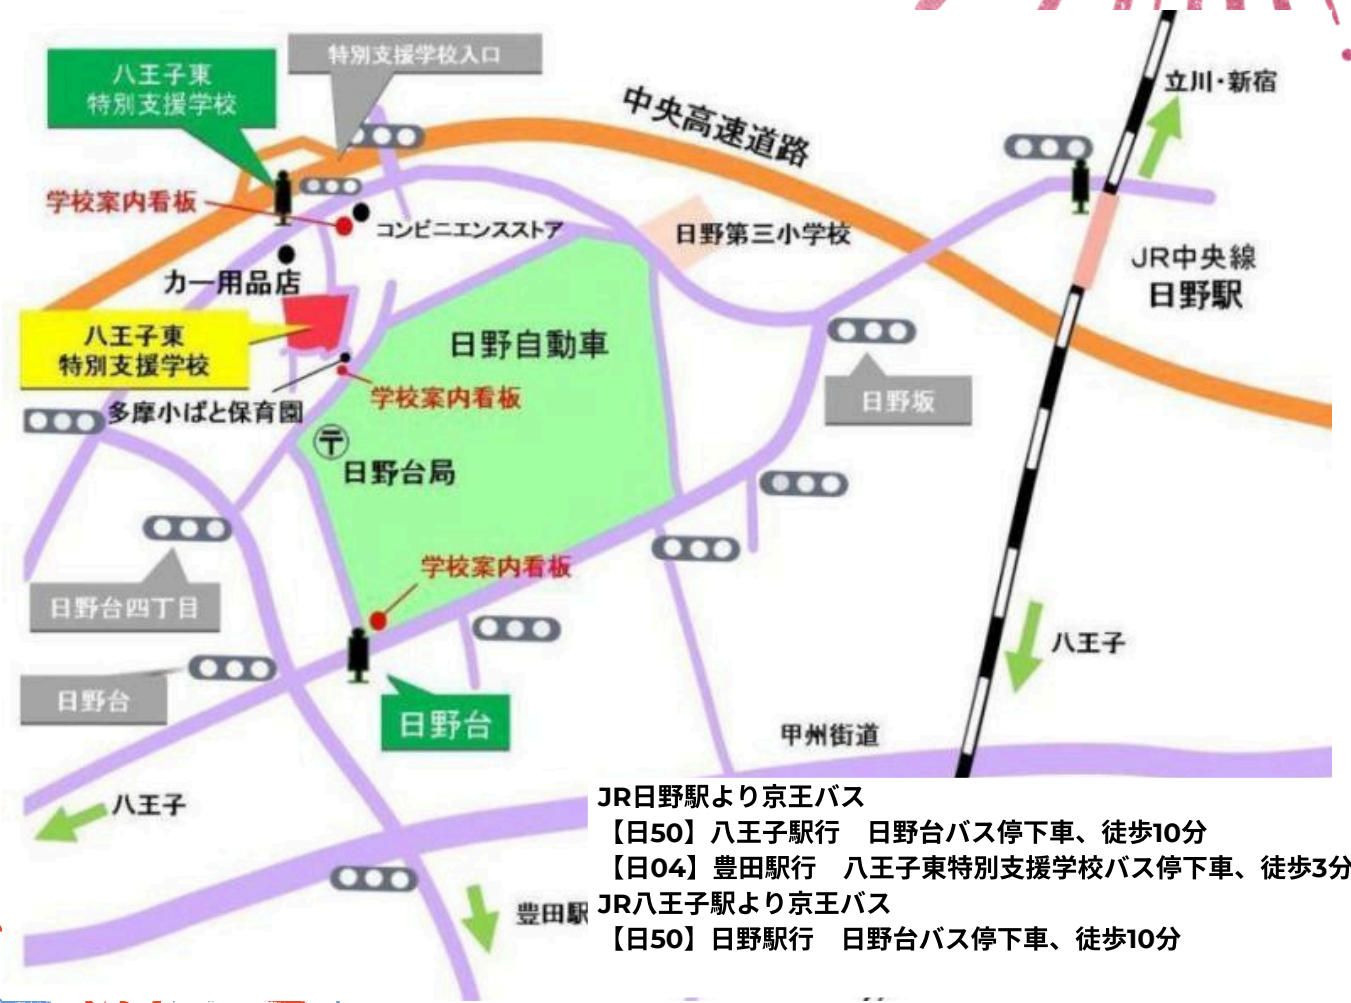 八王子東
特別支援学校
特別支援学校入口
中央高速道路
立川・新宿
学校案内看板
コンビニエンスストア
日野第三小学校
JR中央線
日野駅
カー用品店
八王子東
特別支援学校
日野自動車
日野坂
学校案内看板
多摩小ばと保育園
〒
日野台局
学校案内看板
日野台四丁目
八王子
日野台
日野台
甲州街道
八王子
豊田駅
JR日野駅より京王バス
【日50】八王子駅行　日野台バス停下車、徒歩10分
【日04】豊田駅行　八王子東特別支援学校バス停下車、徒歩3分
JR八王子駅より京王バス
【日50】日野駅行　日野台バス停下車、徒歩10分